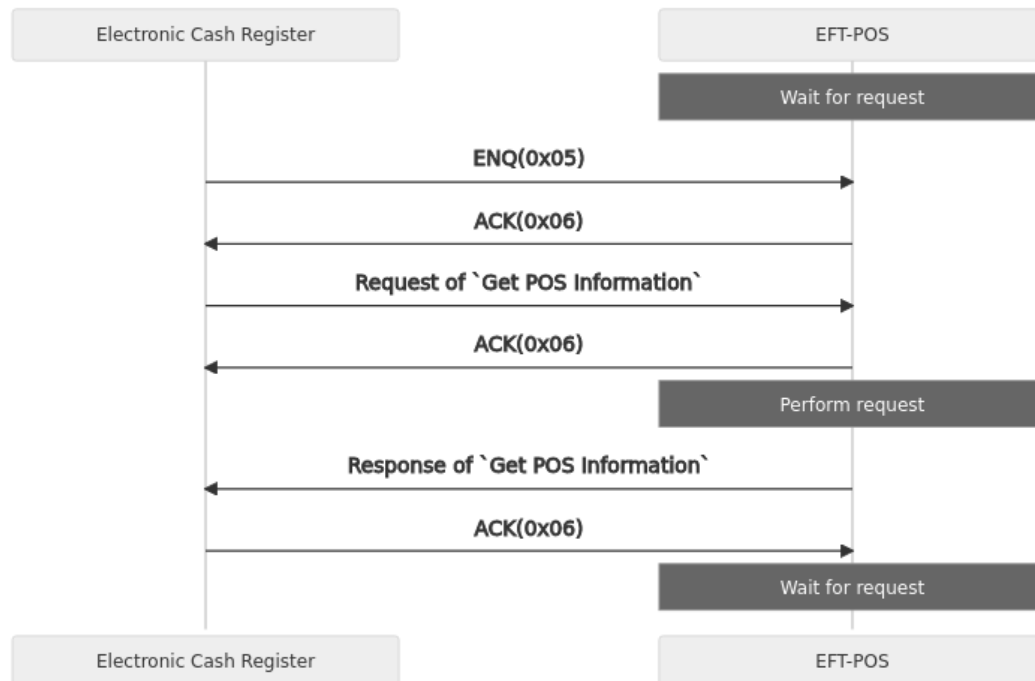 Electronic Cash Register
EFT-POS
Wait for request
ENQ(0x05)
ACK(0x06)
Request of `Get POS Information`
ACK(0x06)
Perform request
Response of `Get POS Information`
ACK(0x06)
Wait for request
Electronic Cash Register
EFT-POS